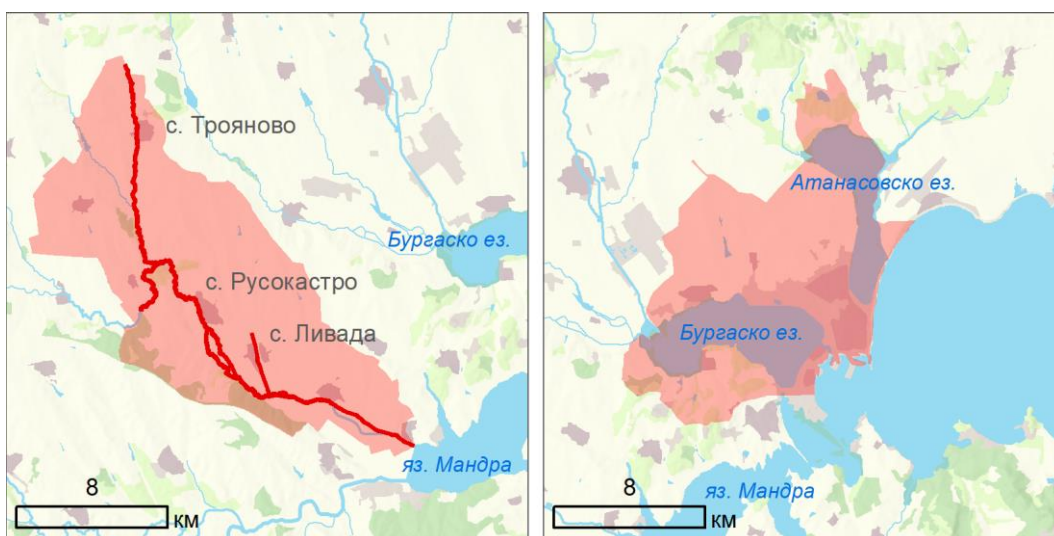 с. Трояново
Бургаско ез.
с. Русокастро
с. Ливада
яз. Мандра
8
км
Атанасовско ез.
Бургаско ез.
яз. Мандра
8
км